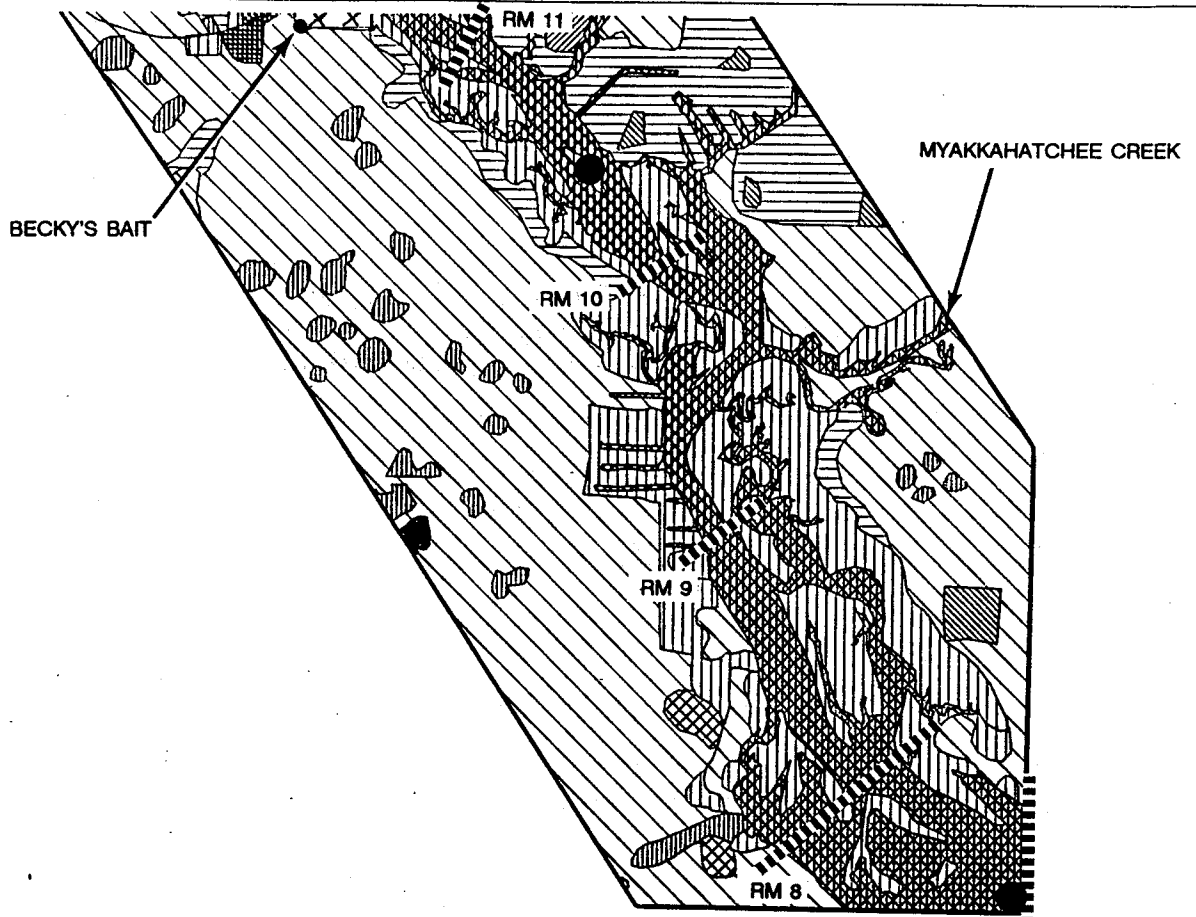 RM 11
MYAKKAHATCHEE CREEK
BECKY'S BAIT
RM 10
RM 9
RM 8